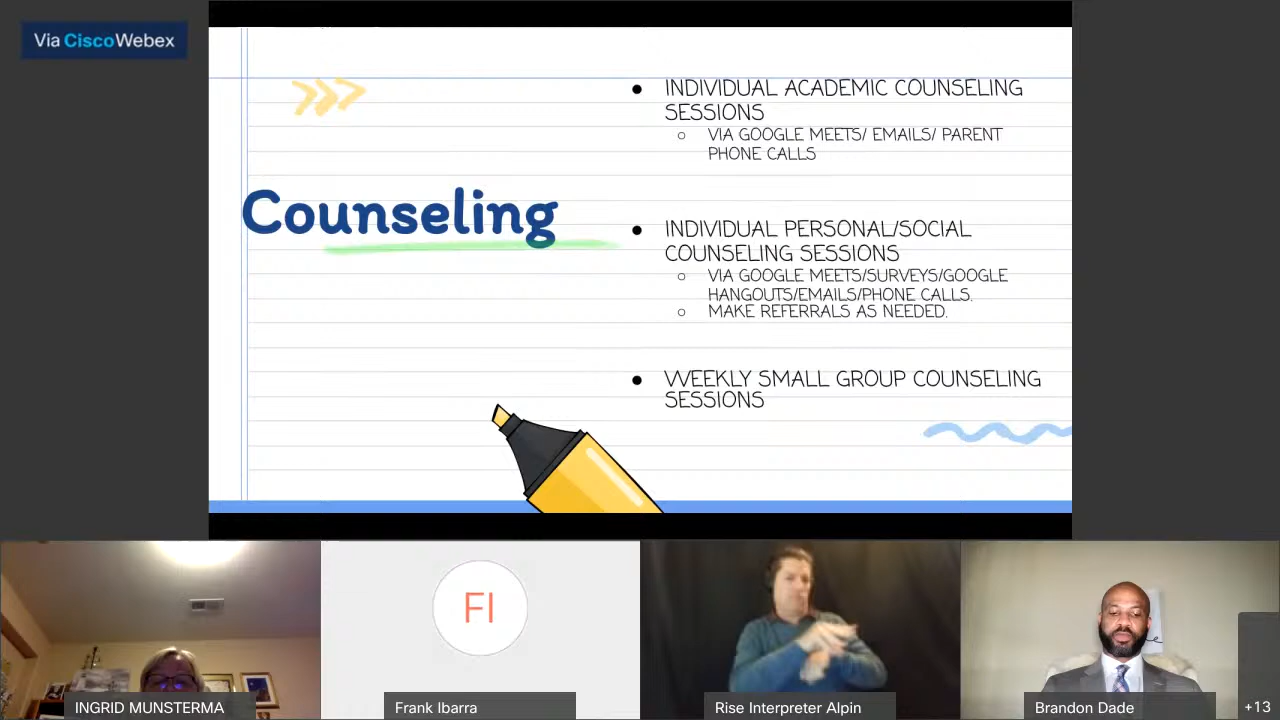 Via Cisco Webex
INDIVIDUAL ACADEMIC COUNSELING
SESSIONS
VIA GOOGLE MEETS/ EMAILS/ PARENT
PHONE CALLS
Counseling
INDIVIDUAL PERSONAL/SOCIAL
COUNSELING SESSIONS
VIA GOOGLE MEETS/SURVEYS/GOOGLE
HANGOUTS/EMAILS/PHONE CALLS.
MAKE REFERRALS AS NEEDED.
WEEKLY SMALL GROUP COUNSELING
SESSIONS
FI
INGRID MUNSTERMA
Frank Ibarra
Rise Interpreter Alpin
Brandon Dade
+13